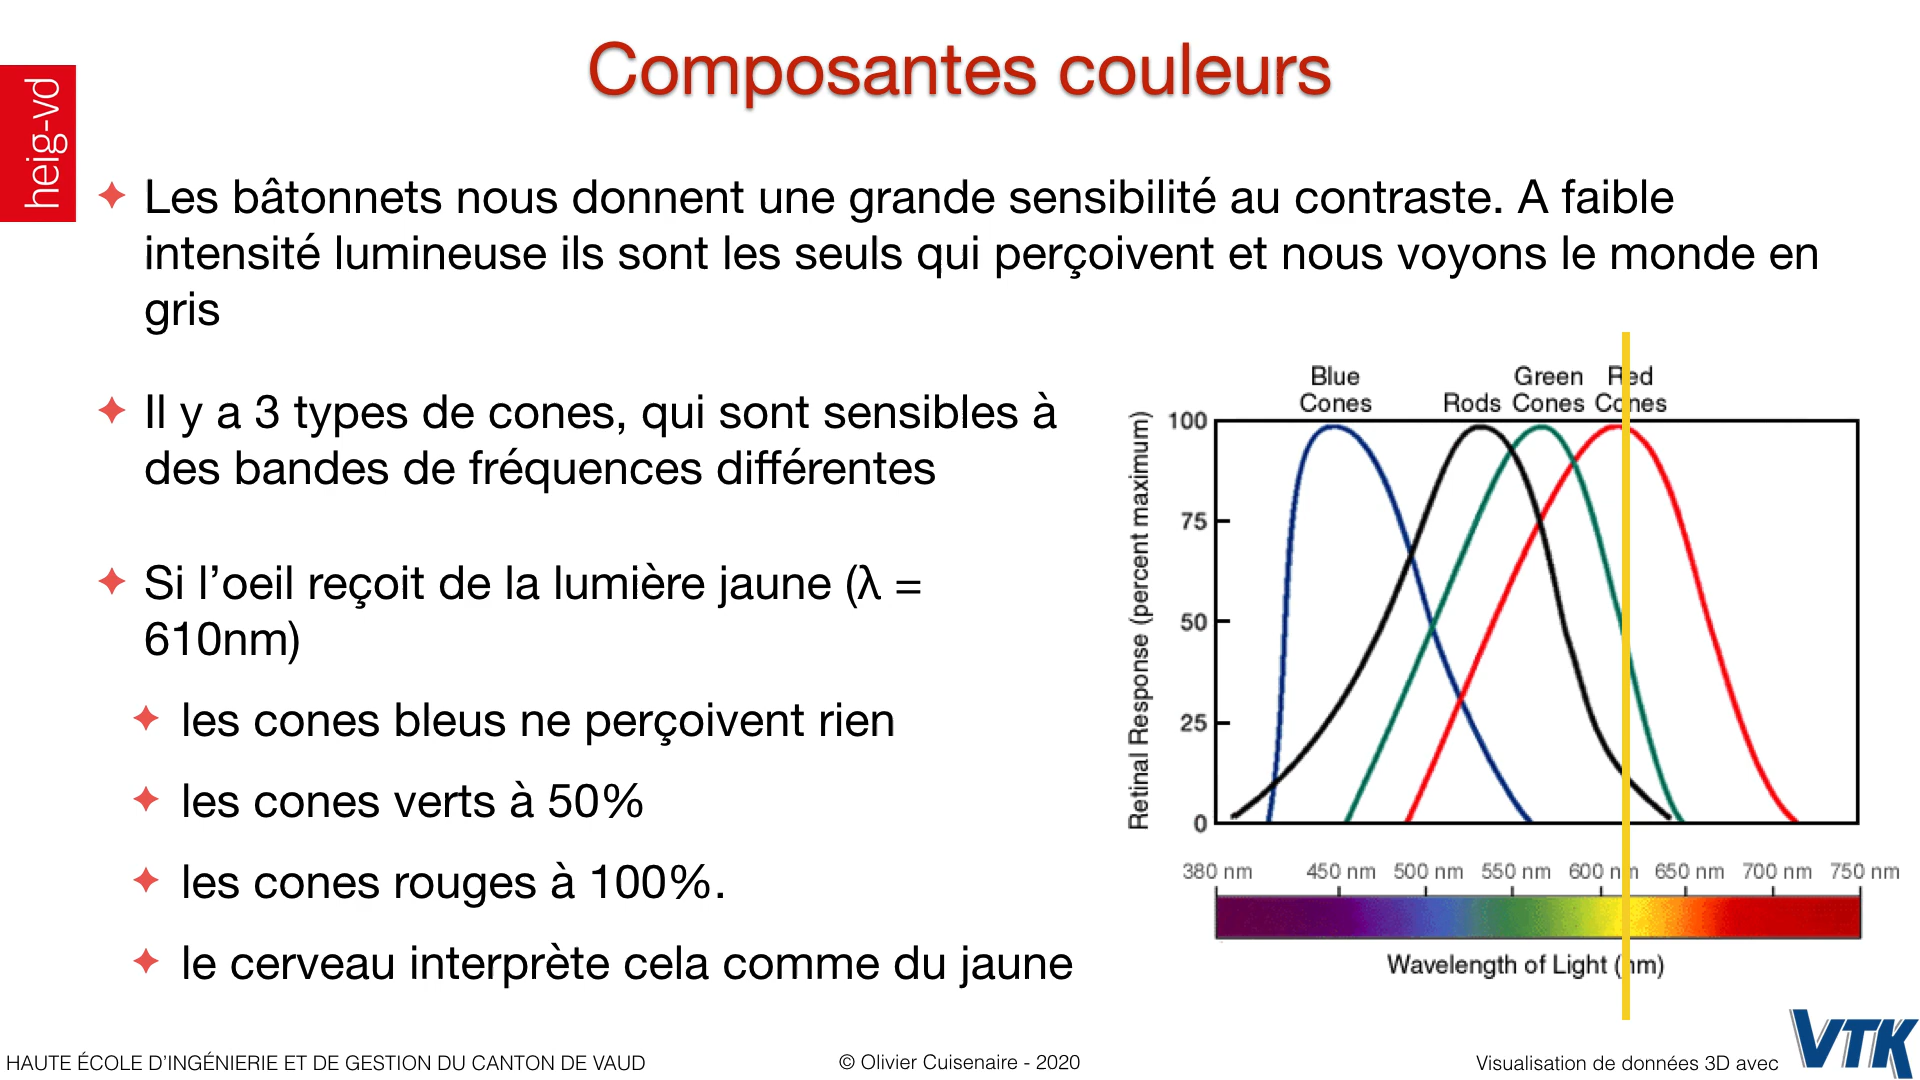 Composantes couleurs
heig-vd
Les bâtonnets nous donnent une grande sensibilité au contraste. A faible
intensité lumineuse ils sont les seuls qui perçoivent et nous voyons le monde en
gris
Il y a 3 types de cones, qui sont sensibles à
des bandes de fréquences différentes
Si l’oeil reçoit de la lumière jaune (λ =
610nm)
les cones bleus ne perçoivent rien
les cones verts à 50%
les cones rouges à 100%.
le cerveau interprète cela comme du jaune
Blue
Cones
Rods
Green
Cones
Red
Cones
Retinal Response (percent maximum)
100
75
50
25
0
380 nm 450 nm 500 nm 550 nm 600 nm 650 nm 700 nm 750 nm
Wavelength of Light (nm)
HAUTE ÉCOLE D’INGÉNIERIE ET DE GESTION DU CANTON DE VAUD
© Olivier Cuisenaire - 2020
Visualisation de données 3D avec
VTK